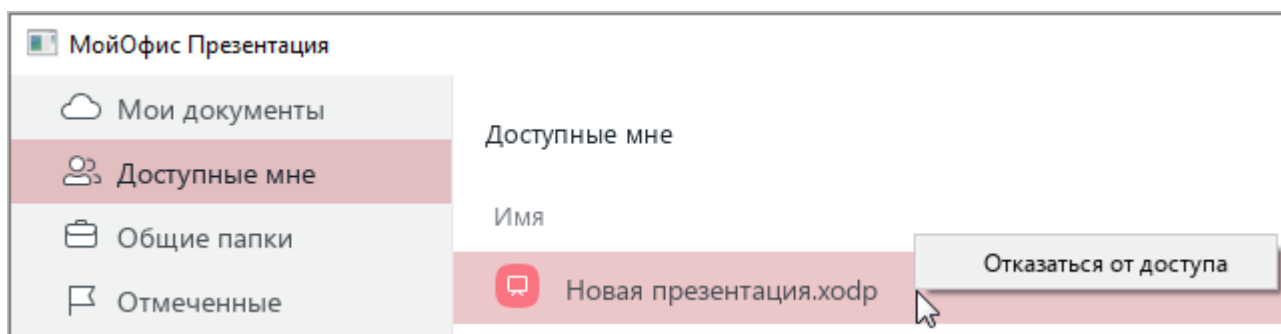 МойОфис Презентация
Мои документы
Доступные мне
Общие папки
Отмеченные
Доступные мне
Имя
Новая презентация.xodp
Отказаться от доступа